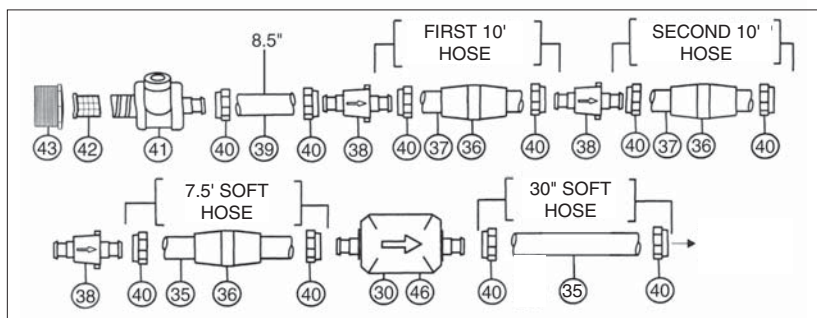 8.5"
FIRST 10'
HOSE
SECOND 10'
HOSE
43 42 41 40 39 40 38 40 37 36 40 38 40 37 36 40
7.5' SOFT
HOSE
30" SOFT
HOSE
38 40 35 36 40 30 46 40 35 40